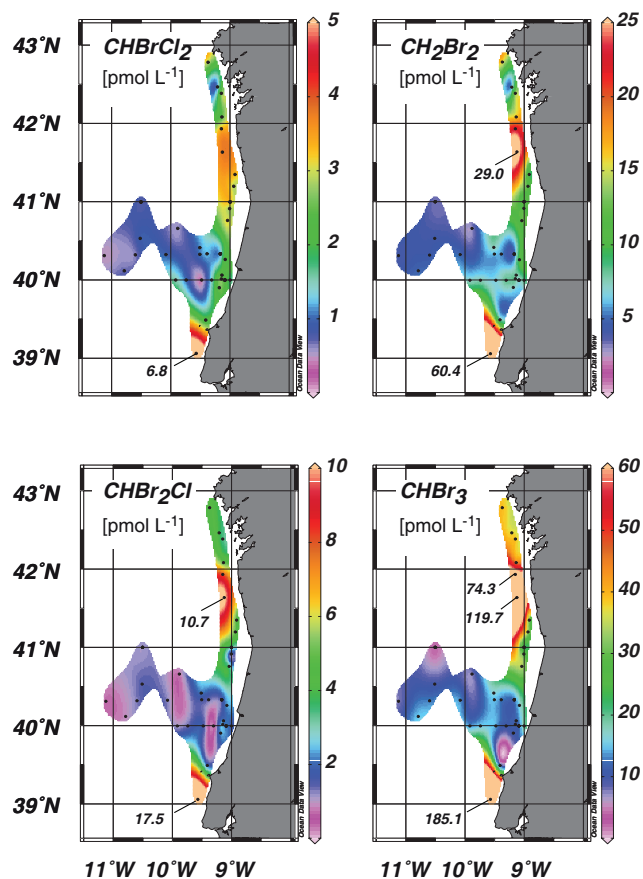 CHBrCl2
[pmol L-1]
43˚N
42˚N
41˚N
40˚N
39˚N
6.8
5
4
3
2
1
Ocean Data View
CH2Br2
[pmol L-1]
29.0
60.4
25
20
15
10
5
Ocean Data View
CHBr2Cl
[pmol L-1]
43˚N
42˚N
41˚N
40˚N
39˚N
10.7
17.5
11˚W 10˚W 9˚W
10
8
6
4
2
Ocean Data View
CHBr3
[pmol L-1]
74.3
119.7
185.1
11˚W 10˚W 9˚W
60
50
40
30
20
10
Ocean Data View